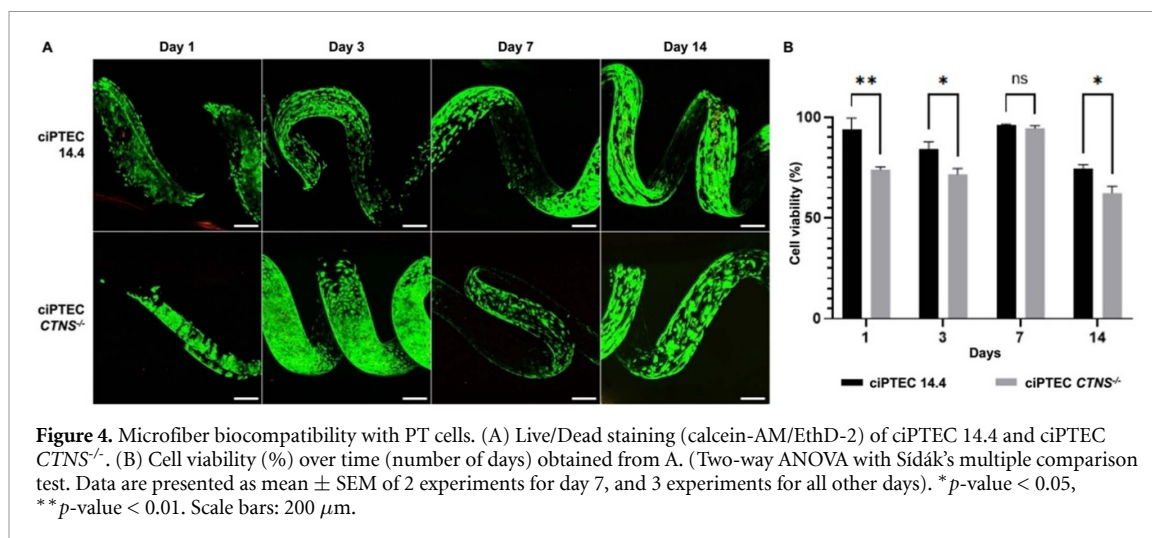 A
Day 1
Day 3
Day 7
Day 14
ciPTEC
14.4
ciPTEC
CTNS-/-
B
**
*
ns
*
100
50
0
Cell viability (%)
1
3
7
14
Days
ciPTEC 14.4
ciPTEC CTNS-/-
Figure 4. Microfiber biocompatibility with PT cells. (A) Live/Dead staining (calcein-AM/EthD-2) of ciPTEC 14.4 and ciPTEC
CTNS-/-. (B) Cell viability (%) over time (number of days) obtained from A. (Two-way ANOVA with Sídák's multiple comparison
test. Data are presented as mean ± SEM of 2 experiments for day 7, and 3 experiments for all other days). *p-value < 0.05,
**p-value < 0.01. Scale bars: 200 μm.